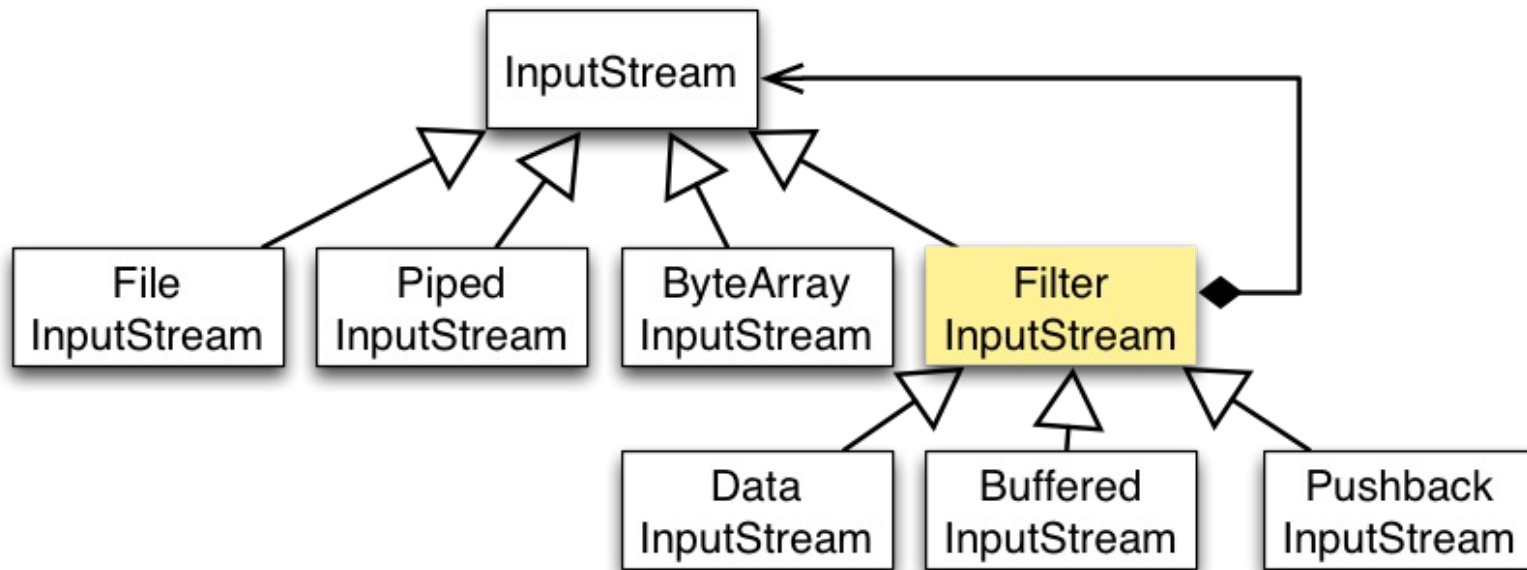 InputStream
File
InputStream
Piped
InputStream
ByteArray
InputStream
Filter
InputStream
Data
InputStream
Buffered
InputStream
Pushback
InputStream